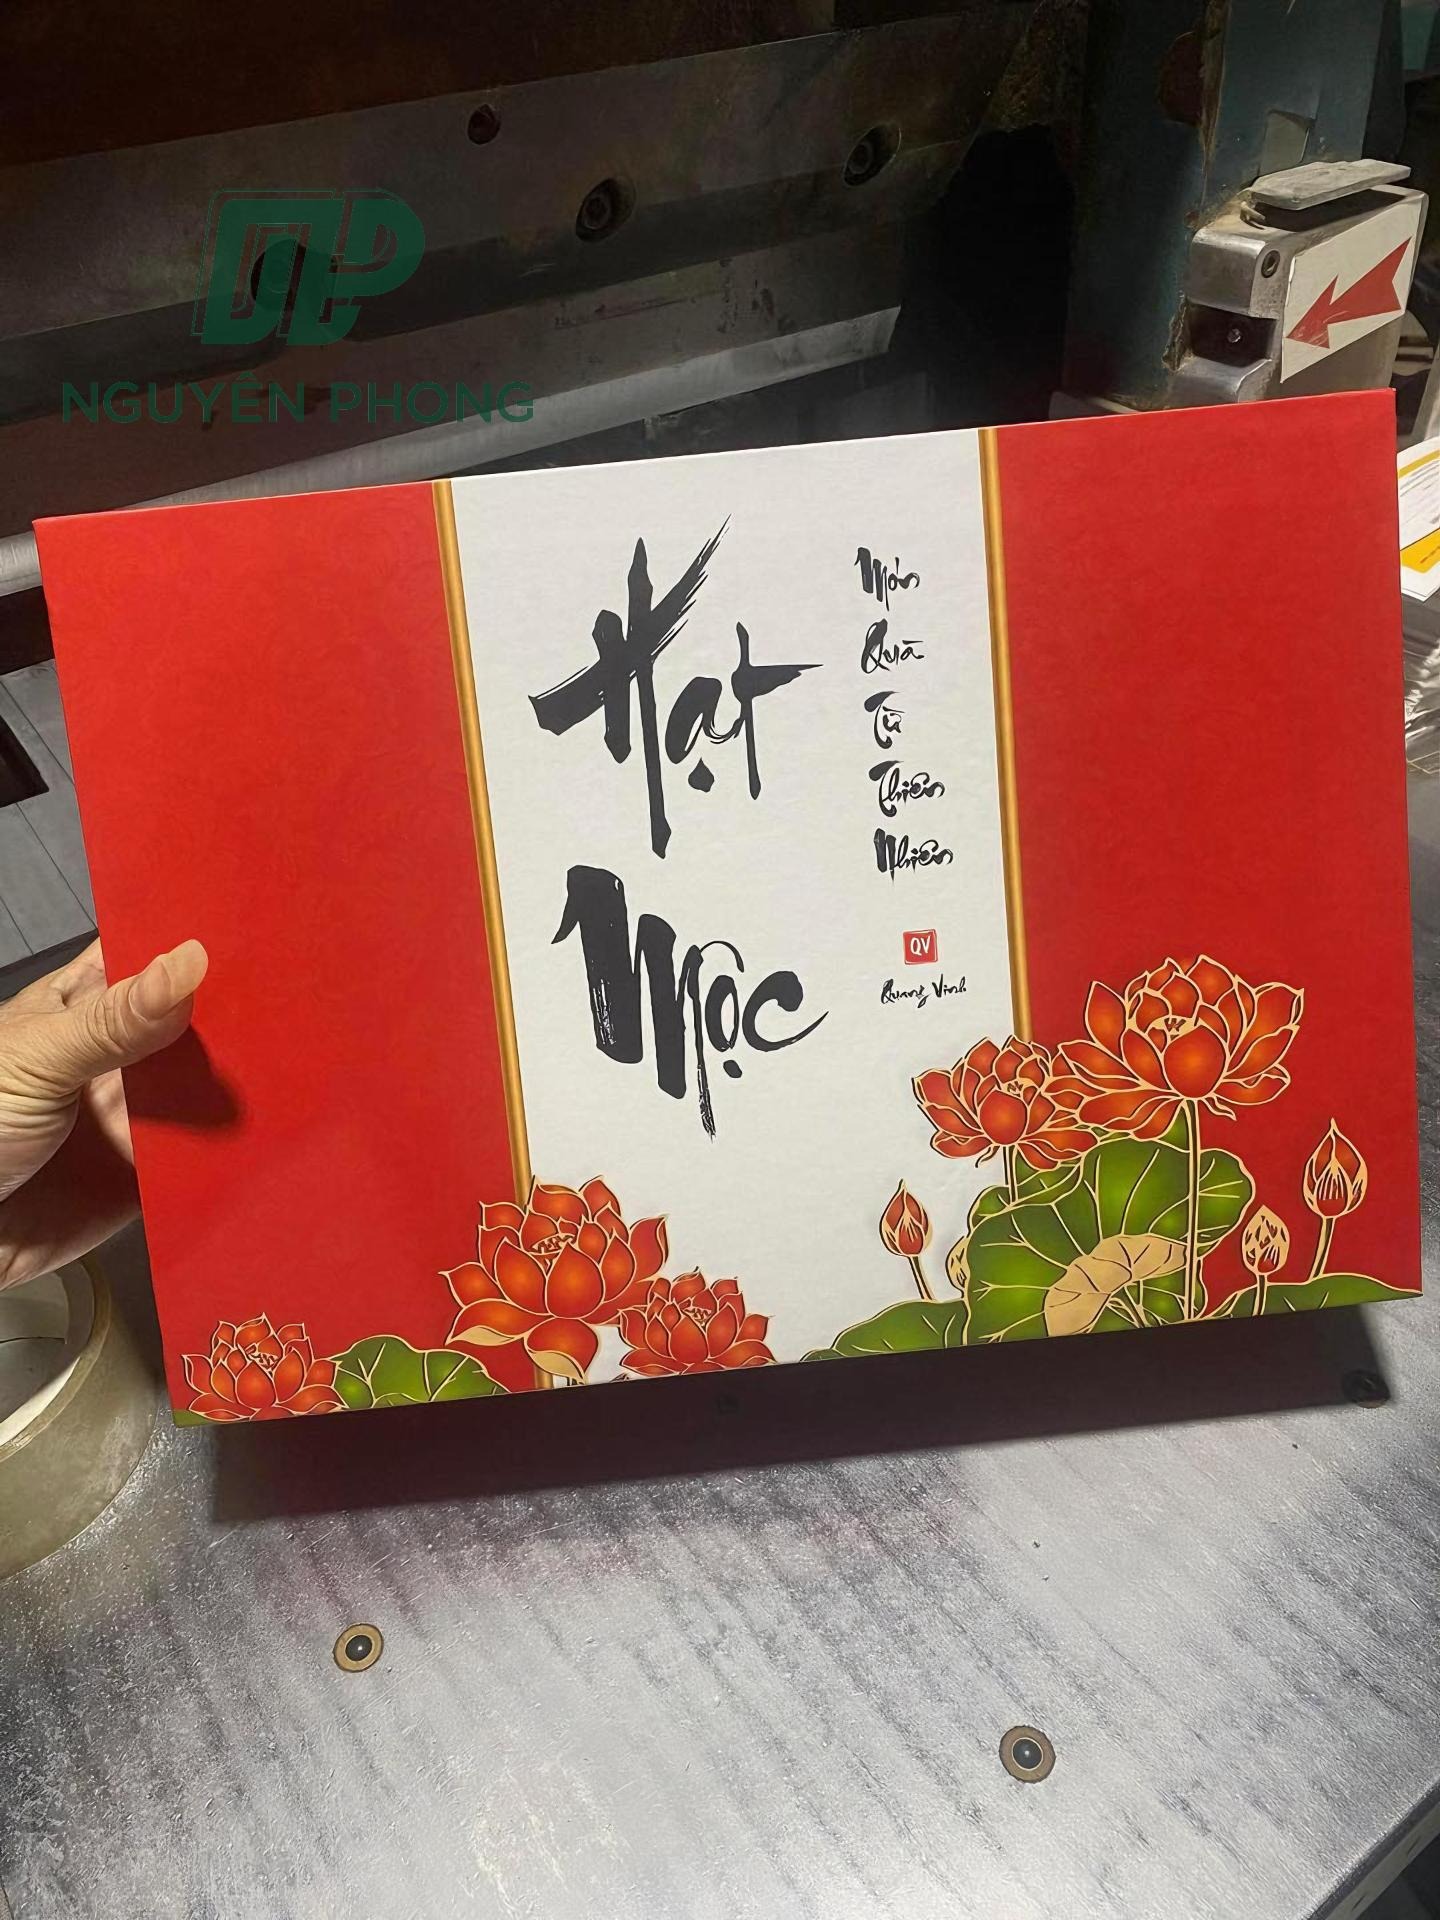 NGUYÊN PHONG
Hạt
Mộc
Món
Quà
Từ
Thiên
Nhiên
QV
Quang Vinh